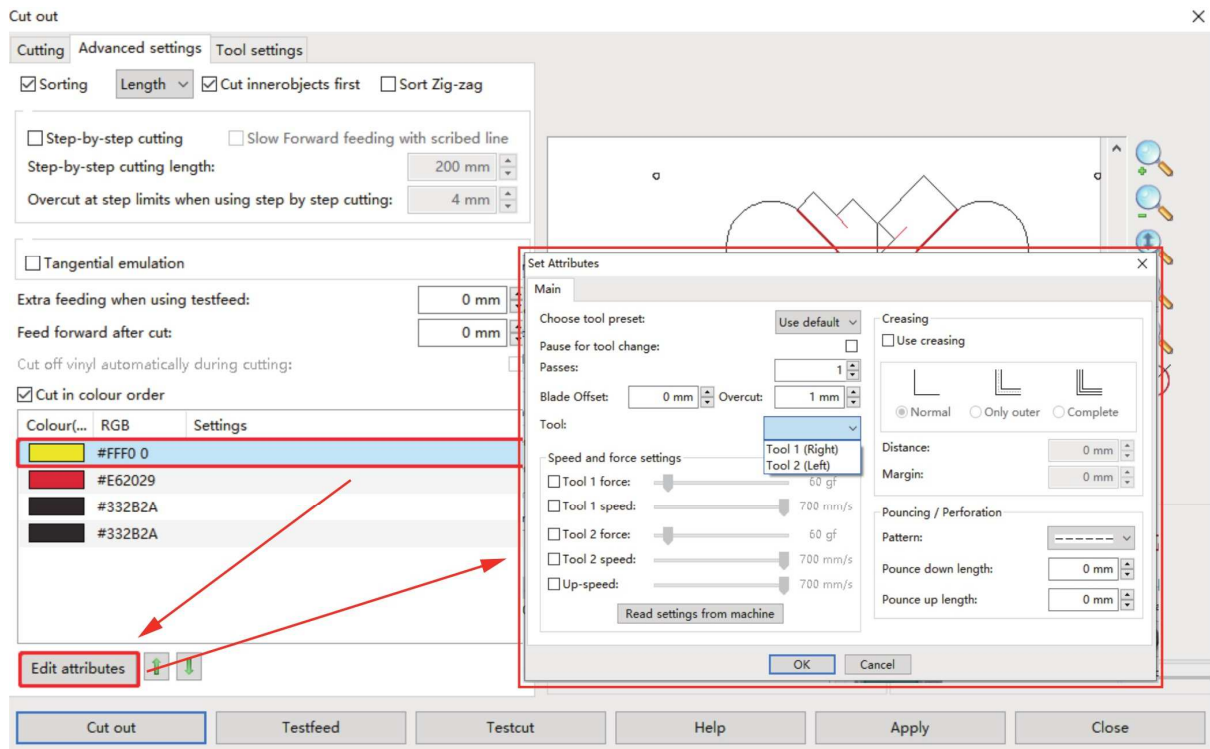 Cut out
Cutting Advanced settings Tool settings
Sorting Length Cut innerobjects first Sort Zig-zag
Step-by-step cutting Slow Forward feeding with scribed line
Step-by-step cutting length: 200 mm
Overcut at step limits when using step by step cutting: 4 mm
Tangential emulation
Extra feeding when using testfeed: 0 mm
Feed forward after cut: 0 mm
Cut off vinyl automatically during cutting:
Cut in colour order
Colour(... RGB Settings
#FFF0 0
#E62029
#332B2A
#332B2A
Edit attributes
Set Attributes
Main
Choose tool preset: Use default
Pause for tool change:
Passes: 1
Blade Offset: 0 mm Overcut: 1 mm
Tool:
Tool 1 (Right)
Tool 2 (Left)
Speed and force settings
Tool 1 force: 60 gf
Tool 1 speed: 700 mm/s
Tool 2 force: 60 gf
Tool 2 speed: 700 mm/s
Up-speed: 700 mm/s
Read settings from machine
Creasing
Use creasing
Normal Only outer Complete
Distance: 0 mm
Margin: 0 mm
Pouncing / Perforation
Pattern:
Pounce down length: 0 mm
Pounce up length: 0 mm
OK Cancel
Cut out Testfeed Testcut Help Apply Close